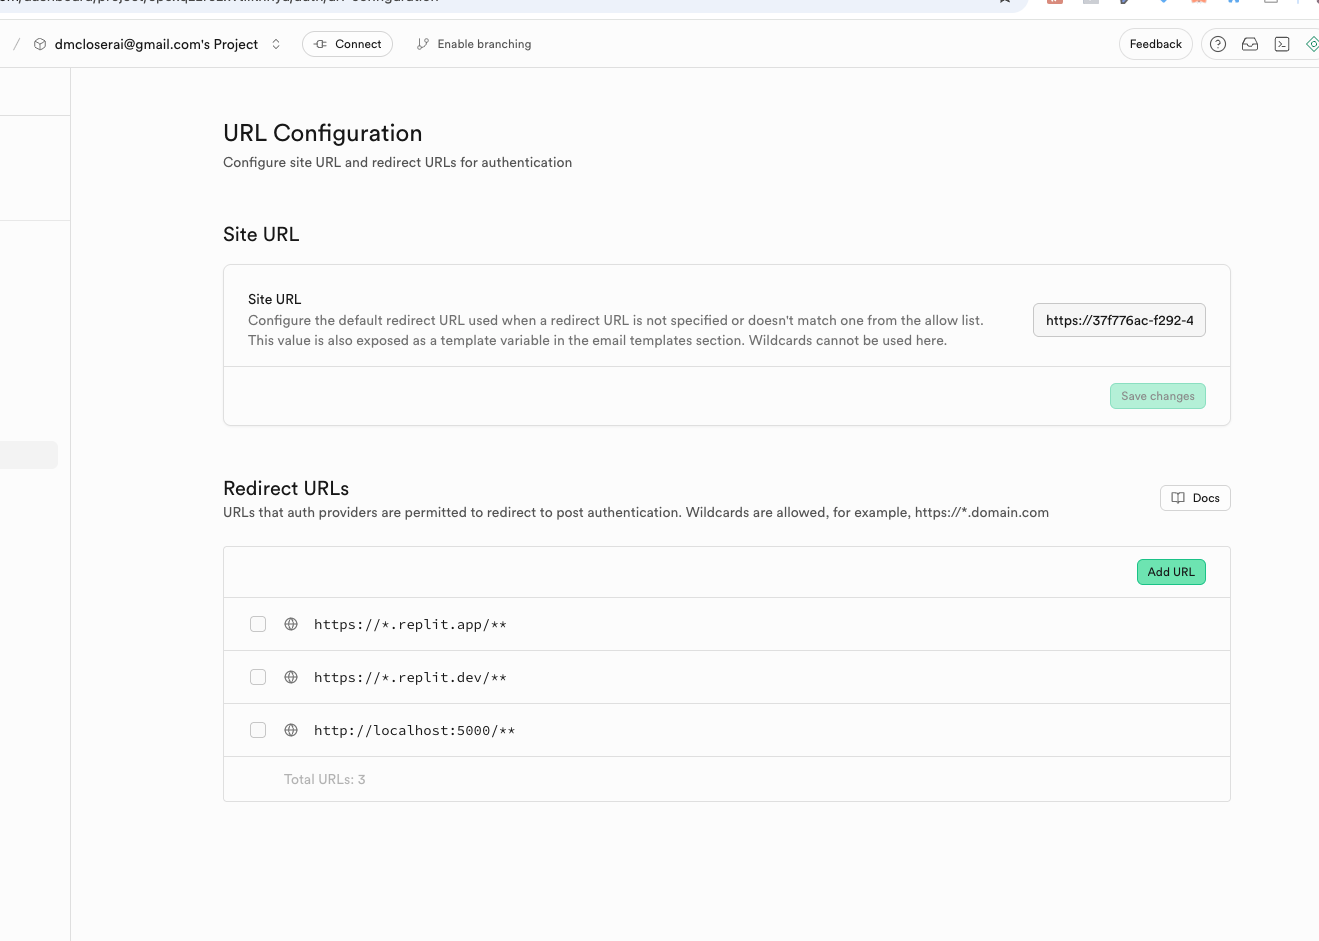 / dmcloserai@gmail.com's Project Connect Enable branching Feedback
URL Configuration
Configure site URL and redirect URLs for authentication
Site URL
Site URL
Configure the default redirect URL used when a redirect URL is not specified or doesn't match one from the allow list.
This value is also exposed as a template variable in the email templates section. Wildcards cannot be used here.
https://37f776ac-f292-4
Save changes
Redirect URLs
URLs that auth providers are permitted to redirect to post authentication. Wildcards are allowed, for example, https://*.domain.com
Docs
Add URL
https://*.replit.app/**
https://*.replit.dev/**
http://localhost:5000/**
Total URLs: 3